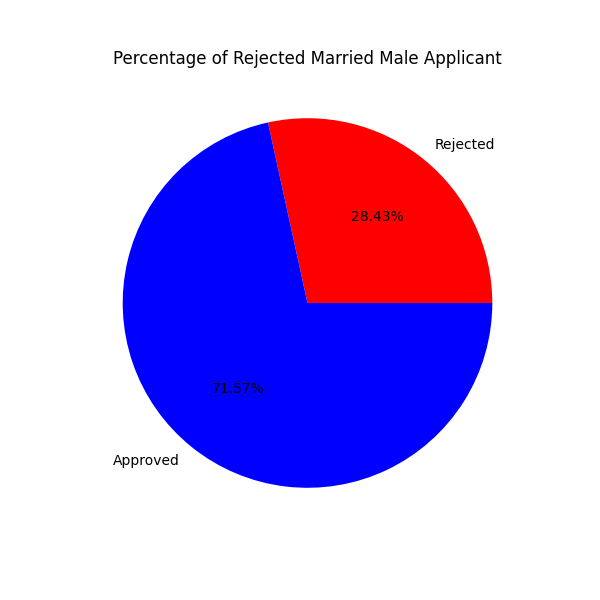 Percentage of Rejected Married Male Applicant
Rejected
28.43%
71.57%
Approved